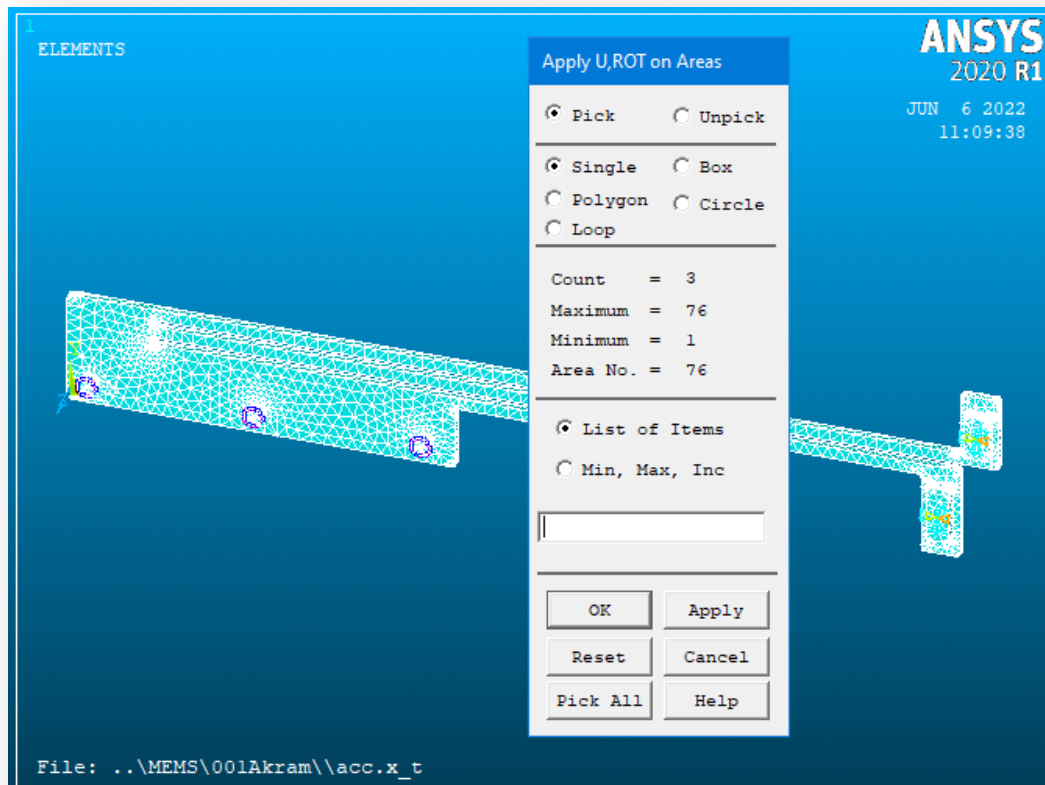 1
ELEMENTS
ANSYS
2020 R1
JUN 6 2022
11:09:38
Apply U,ROT on Areas
Pick Unpick
Single Box
Polygon Circle
Loop
Count = 3
Maximum = 76
Minimum = 1
Area No. = 76
List of Items
Min, Max, Inc
OK Apply
Reset Cancel
Pick All Help
Y
Z
File: ..\MEMS\001Akram\\acc.x_t